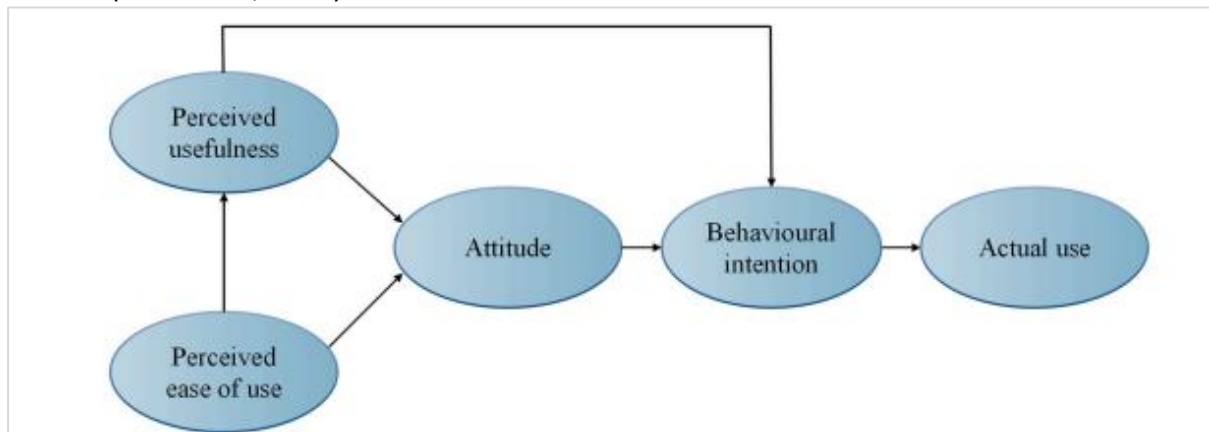 Perceived
usefulness
Attitude
Behavioural
intention
Actual use
Perceived
ease of use